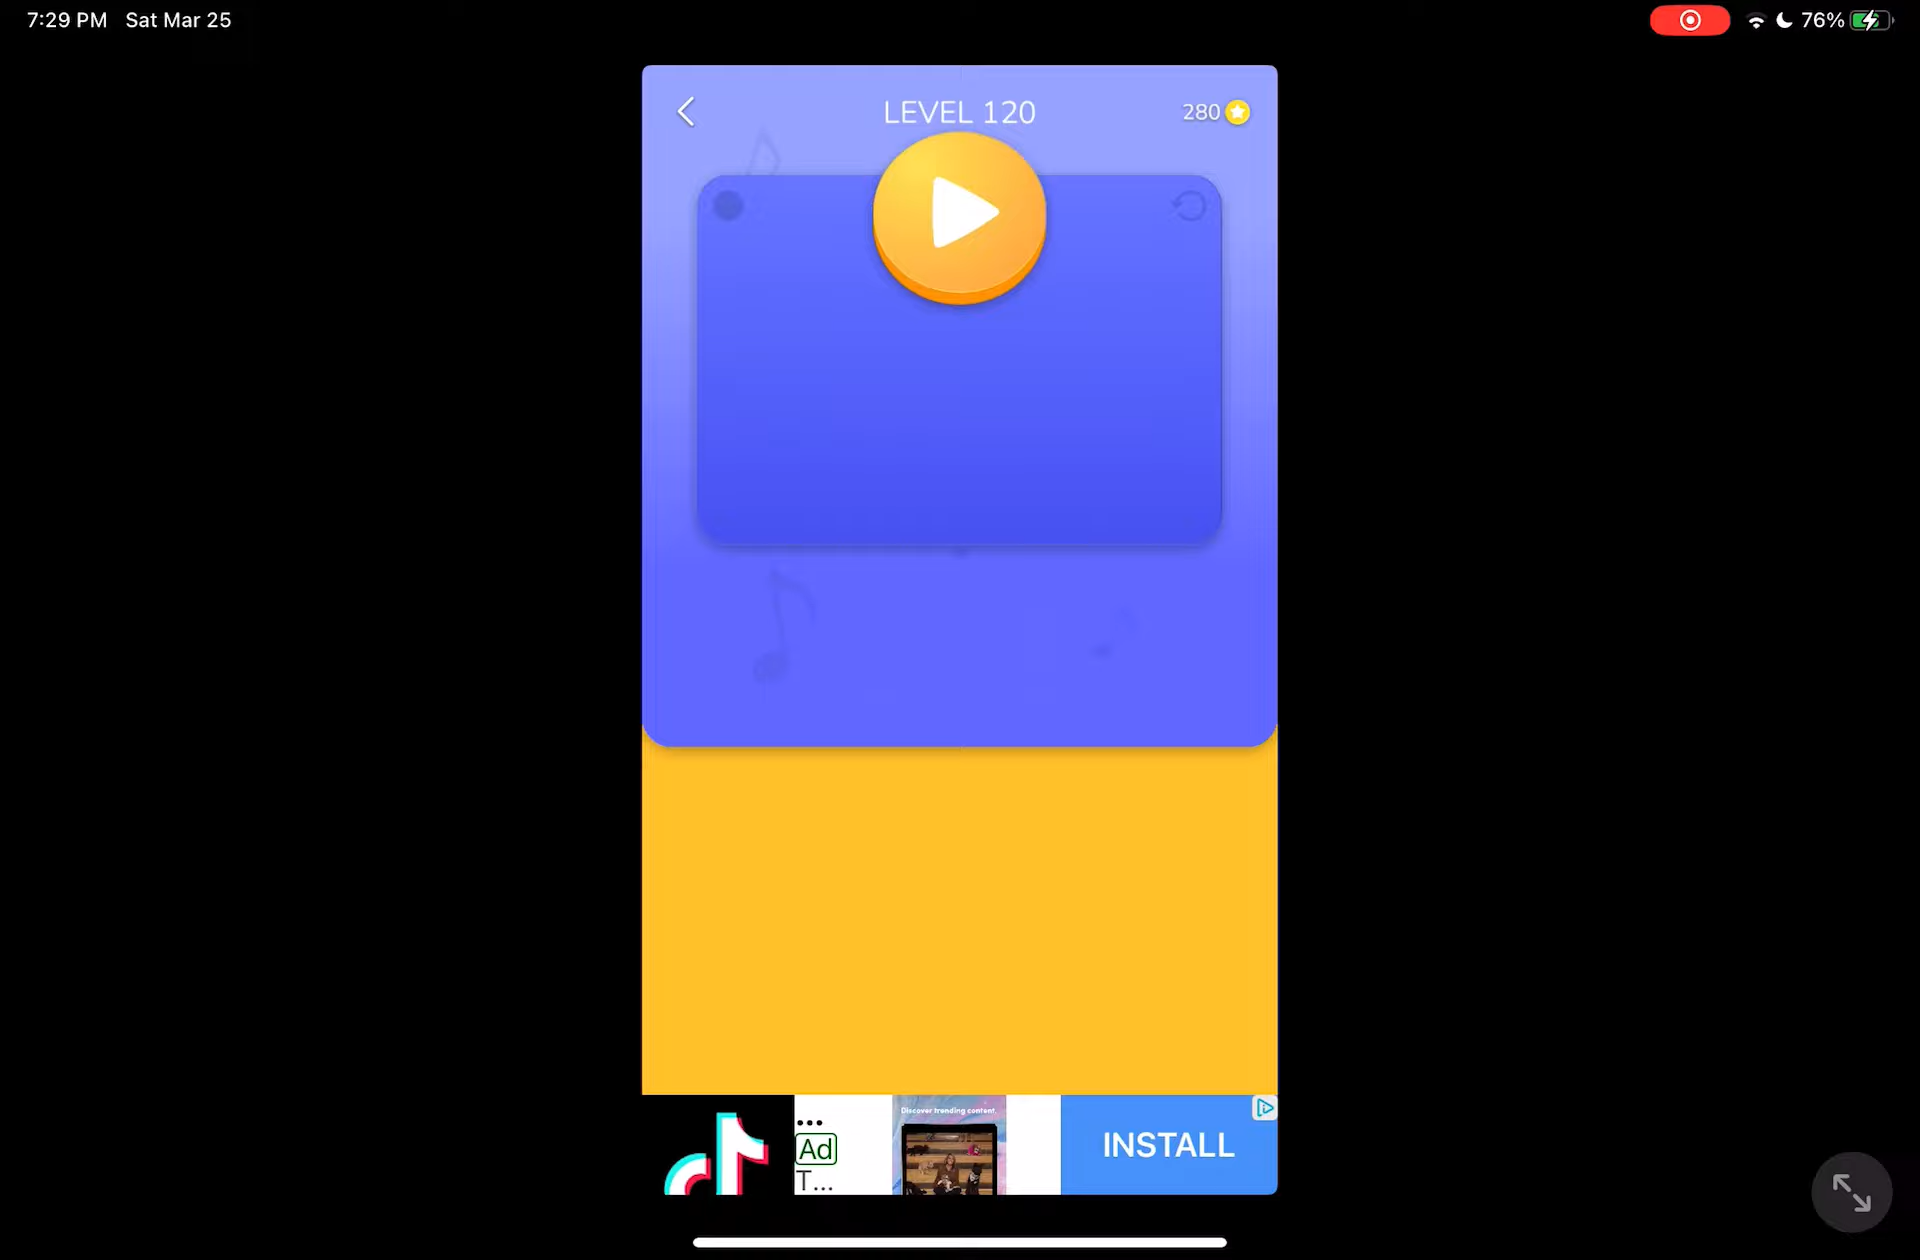 7:29 PM Sat Mar 25
76%
LEVEL 120
280
...
Ad
T...
Discover trending content.
INSTALL